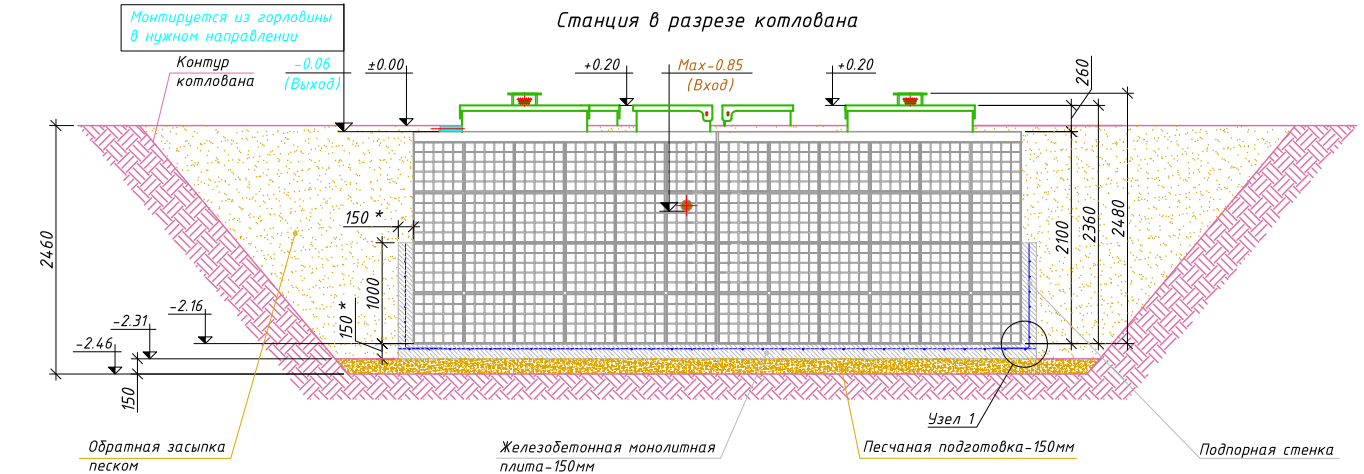 Станция в разрезе котлована
Монтируется из горловины
в нужном направлении
Контур
котлована
-0.06
(Выход)
±0.00
+0.20
Max-0.85
(Вход)
+0.20
260
2460
150 *
1000
150 *
2100
2360
2480
-2.16
-2.31
-2.46
150
Узел 1
Обратная засыпка
песком
Железобетонная монолитная
плита-150мм
Песчаная подготовка-150мм
Подпорная стенка